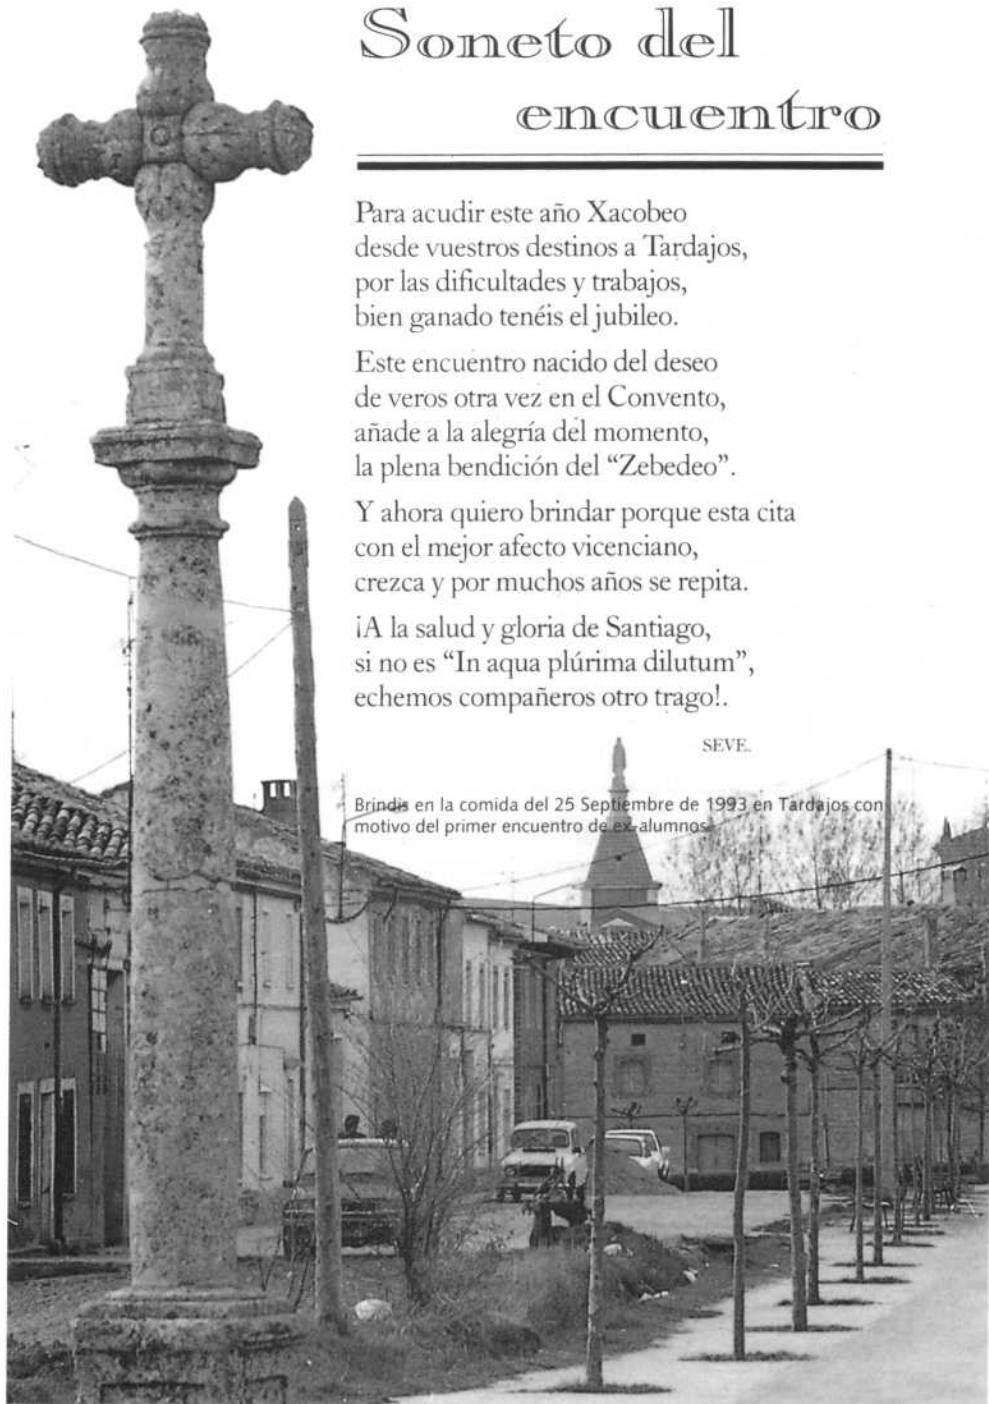 Soneto del
encuentro
Para acudir este año Xacobeo
desde vuestros destinos a Tardajos,
por las dificultades y trabajos,
bien ganado tenéis el jubileo.
Este encuentro nacido del deseo
de veros otra vez en el Convento,
añade a la alegría del momento,
la plena bendición del “Zebedeo”.
Y ahora quiero brindar porque esta cita
con el mejor afecto vicenciano,
crezca y por muchos años se repita.
¡A la salud y gloria de Santiago,
si no es “In aqua plúrima dilutum”,
echemos compañeros otro trago!.
SEVE.
Brindis en la comida del 25 Septiembre de 1993 en Tardajos con
motivo del primer encuentro de ex-alumnos